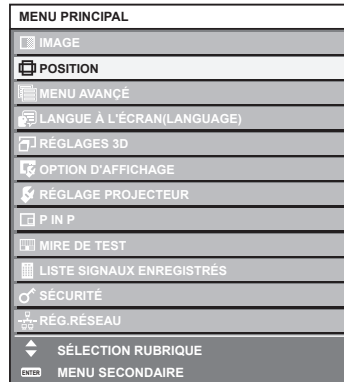 MENU PRINCIPAL
IMAGE
POSITION
MENU AVANÇÉ
LANGUE À L'ÉCRAN(LANGUAGE)
RÉGLAGES 3D
OPTION D'AFFICHAGE
RÉGLAGE PROJECTEUR
P IN P
MIRE DE TEST
LISTE SIGNAUX ENREGISTRÉS
SÉCURITÉ
RÉG.RÉSEAU
SÉLECTION RUBRIQUE
ENTER MENU SECONDAIRE